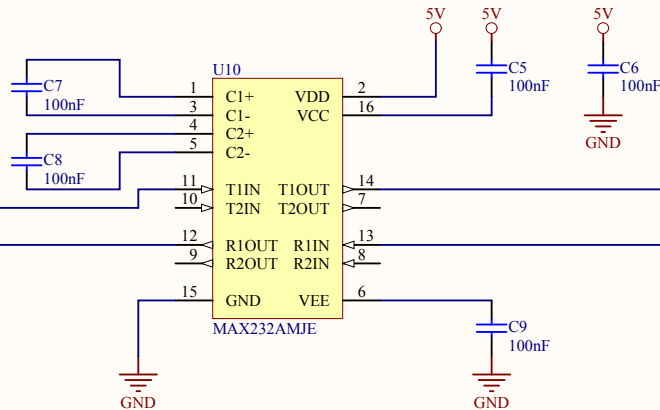 5V
5V
5V
U10
C7
100nF
1
C1+
VDD
2
C5
100nF
C6
100nF
3
C1-
VCC
16
4
C2+
GND
C8
100nF
5
C2-
11
T1IN
T1OUT
14
10
T2IN
T2OUT
7
12
R1OUT
R1IN
13
9
R2OUT
R2IN
8
15
GND
VEE
6
MAX232AMJE
C9
100nF
GND
GND